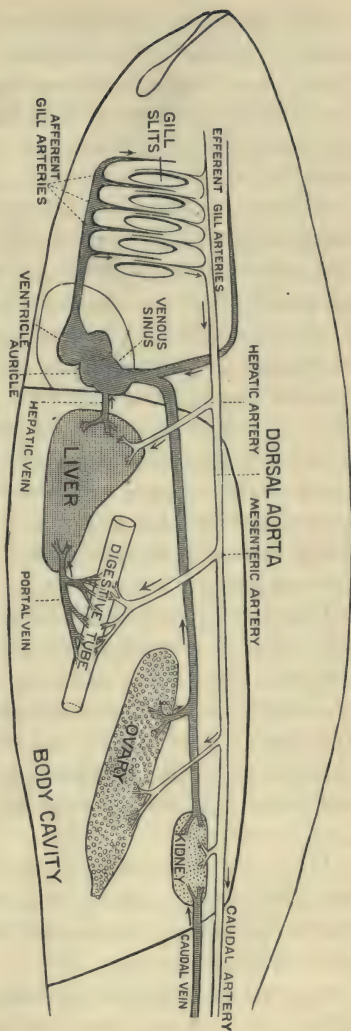 EFFERENT GILL ARTERIES
GILL
SLITS
AFFERENT
GILL ARTERIES
VENTRICLE
AURICLE
VENOUS
SINUS
HEPATIC VEIN
HEPATIC ARTERY
DORSAL AORTA
MESENTERIC ARTERY
LIVER
DIGESTIVE TUBE
PORTAL VEIN
OVARY
KIDNEY
BODY CAVITY
CAUDAL ARTERY
CAUDAL VEIN